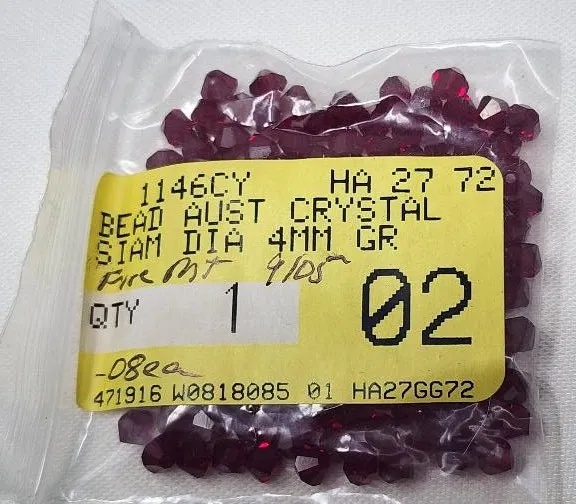 1146CY HA 27 72
BEAD AUST CRYSTAL
SIAM DIA 4MM GR
Fire Mt 9/05
QTY 1 02
-08ea
471916 W0818085 01 HA27GG72